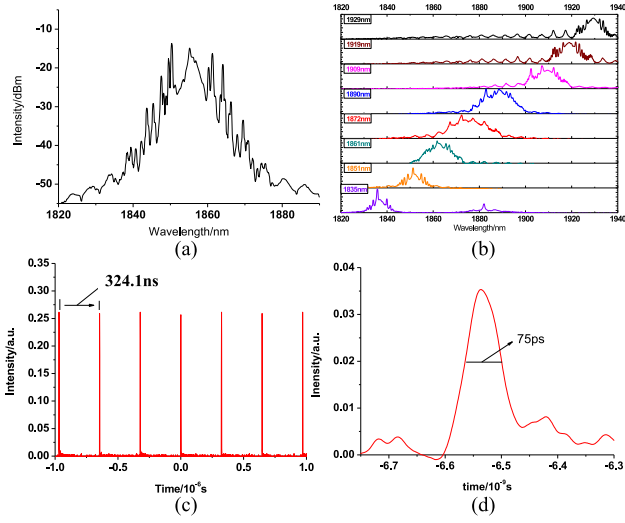 (a)
-10
-20
-30
-40
-50
Intensity/dBm
1820 1840 1860 1880
Wavelength/nm
(b)
1820 1840 1860 1880 1900 1920 1940
1929nm
1919nm
1909nm
1890nm
1872nm
1861nm
1851nm
1835nm
1820 1840 1860 1880 1900 1920 1940
Wavelength/nm
0.35
0.30
0.25
0.20
0.15
0.10
0.05
0.00
Intensity/a.u.
324.1ns
-1.0 -0.5 0.0 0.5 1.0
Time/10-6s
(c)
0.04
0.03
0.02
0.01
0.00
Inensity/a.u.
75ps
-6.7 -6.6 -6.5 -6.4 -6.3
time/10-9s
(d)